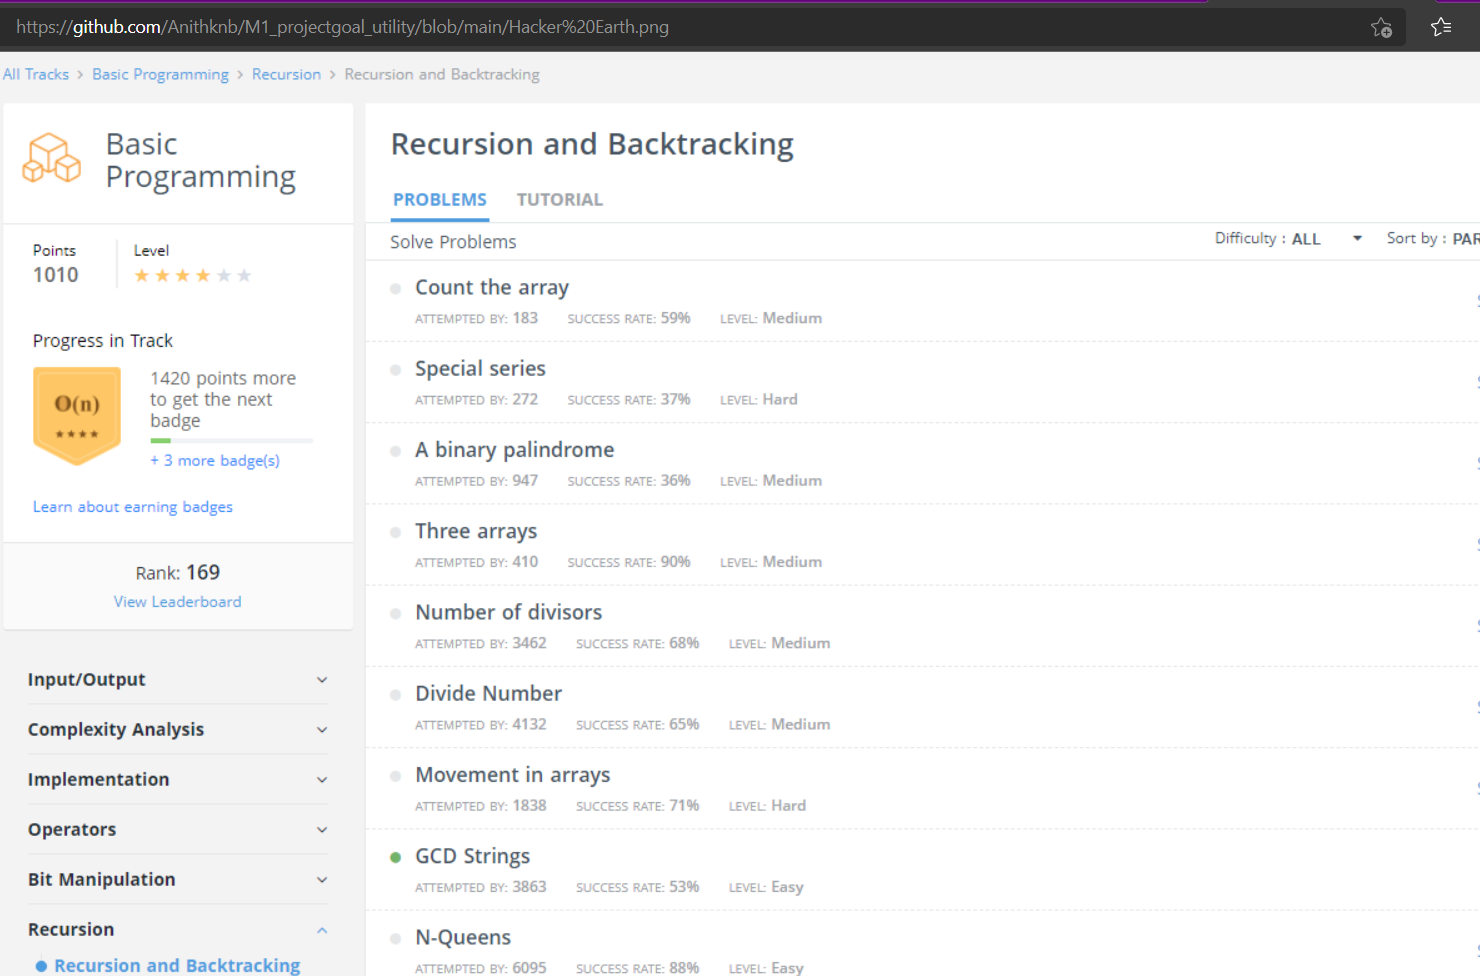 https://github.com/Anithknb/M1_projectgoal_utility/blob/main/Hacker%20Earth.png
All Tracks > Basic Programming > Recursion > Recursion and Backtracking
Basic
Programming
Points
1010
Level
Progress in Track
O(n)
1420 points more
to get the next
badge
+ 3 more badge(s)
Learn about earning badges
Rank: 169
View Leaderboard
Input/Output
Complexity Analysis
Implementation
Operators
Bit Manipulation
Recursion
Recursion and Backtracking
Recursion and Backtracking
PROBLEMS TUTORIAL
Solve Problems
Difficulty : ALL
Sort by : PAR
Count the array
ATTEMPTED BY: 183 SUCCESS RATE: 59% LEVEL: Medium
Special series
ATTEMPTED BY: 272 SUCCESS RATE: 37% LEVEL: Hard
A binary palindrome
ATTEMPTED BY: 947 SUCCESS RATE: 36% LEVEL: Medium
Three arrays
ATTEMPTED BY: 410 SUCCESS RATE: 90% LEVEL: Medium
Number of divisors
ATTEMPTED BY: 3462 SUCCESS RATE: 68% LEVEL: Medium
Divide Number
ATTEMPTED BY: 4132 SUCCESS RATE: 65% LEVEL: Medium
Movement in arrays
ATTEMPTED BY: 1838 SUCCESS RATE: 71% LEVEL: Hard
GCD Strings
ATTEMPTED BY: 3863 SUCCESS RATE: 53% LEVEL: Easy
N-Queens
ATTEMPTED BY: 6095 SUCCESS RATE: 88% LEVEL: Easy